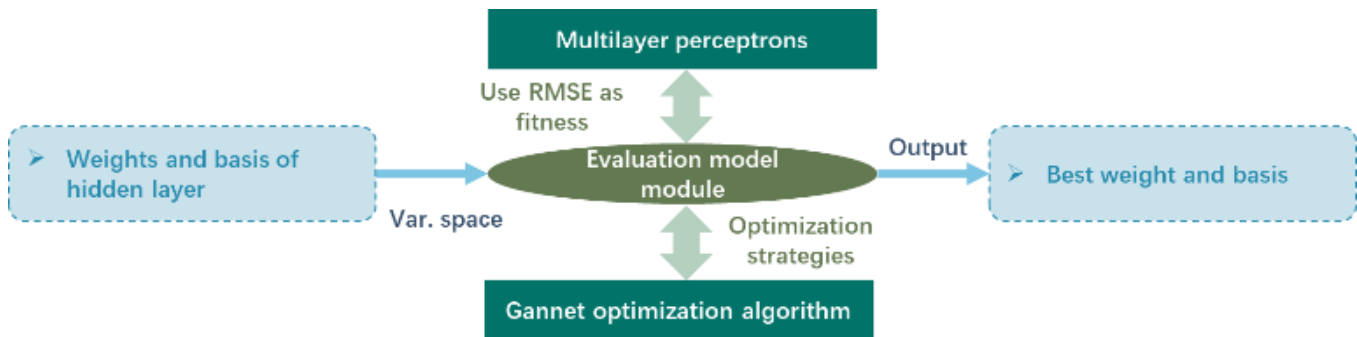 Multilayer perceptrons
Use RMSE as
fitness
➢ Weights and basis of
hidden layer
Var. space
Evaluation model
module
Output
➢ Best weight and basis
Optimization
strategies
Gannet optimization algorithm